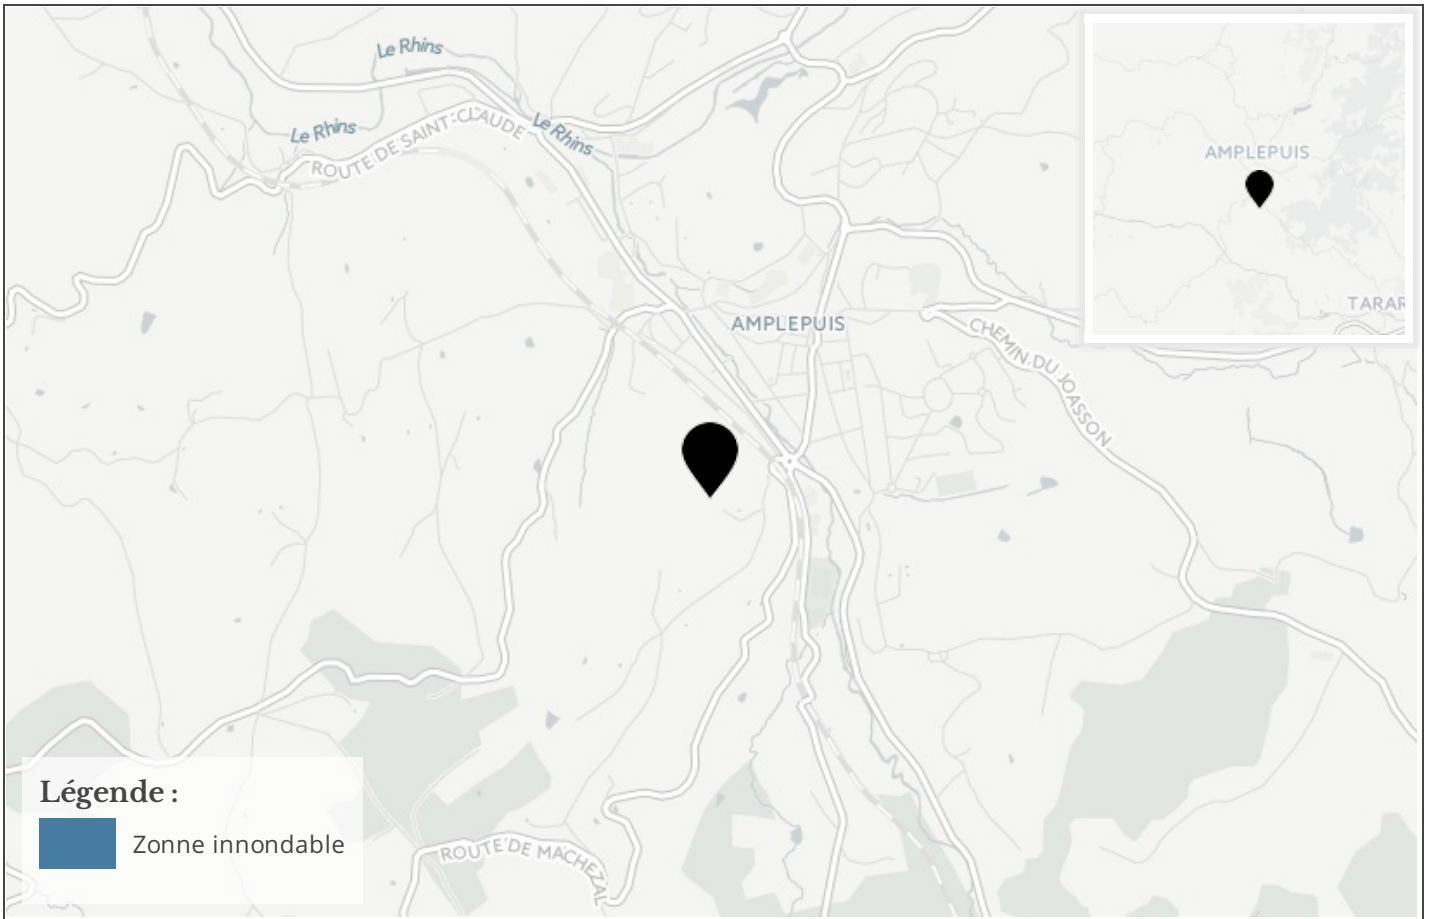 Le Rhins
Le Rhins
Le Rhins
ROUTE DE SAINT-CLAUDE
AMPLEPUIS
CHEMIN DU JOASSON
ROUTE DE MACHEZAL
AMPLEPUIS
TARAR
Légende :
Zonne innondable